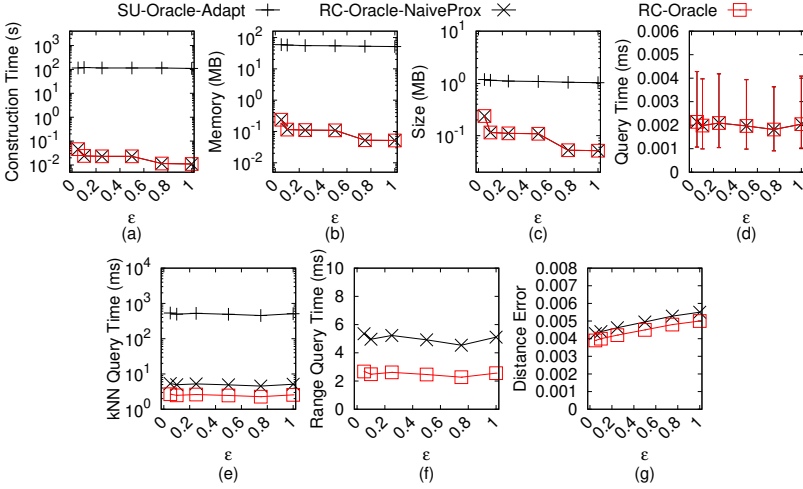 SU-Oracle-Adapt RC-Oracle-NaiveProx RC-Oracle
Construction Time (s)
10^3
10^2
10^1
10^0
10^-1
10^-2
0 0.2 0.4 0.6 0.8 1
ε
(a)
Memory (MB)
10^2
10^1
10^0
10^-1
10^-2
0 0.2 0.4 0.6 0.8 1
ε
(b)
Size (MB)
10^1
10^0
10^-1
0 0.2 0.4 0.6 0.8 1
ε
(c)
Query Time (ms)
0.006
0.005
0.004
0.003
0.002
0.001
0
0 0.2 0.4 0.6 0.8 1
ε
(d)
kNN Query Time (ms)
10^4
10^3
10^2
10^1
10^0
0 0.2 0.4 0.6 0.8 1
ε
(e)
Range Query Time (ms)
10
8
6
4
2
0
0 0.2 0.4 0.6 0.8 1
ε
(f)
Distance Error
0.008
0.007
0.006
0.005
0.004
0.003
0.002
0.001
0
0 0.2 0.4 0.6 0.8 1
ε
(g)